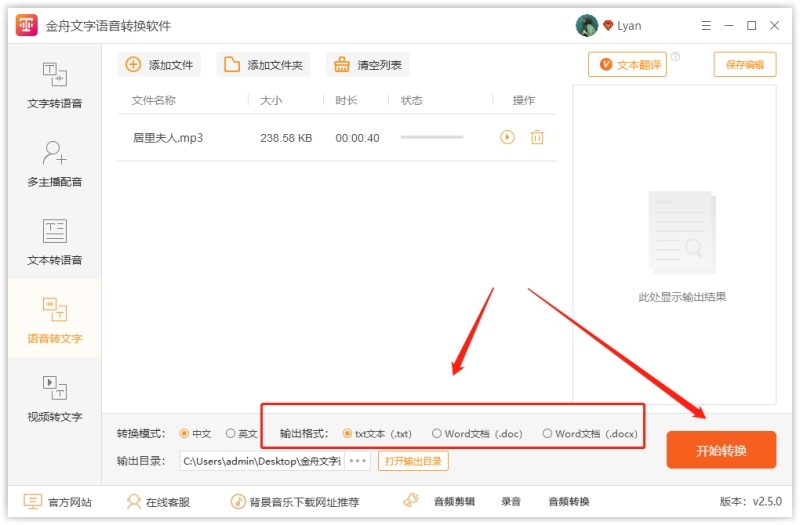 金舟文字语音转换软件
Lyan
文字转语音
多主播配音
文本转语音
语音转文字
视频转文字
添加文件 添加文件夹 清空列表
文本翻译 ? 保存编辑
文件名称 大小 时长 状态 操作
居里夫人.mp3 238.58 KB 00:00:40
此处显示输出结果
转换模式： 中文 英文 输出格式： txt文本（.txt） Word文档（.doc） Word文档（.docx）
输出目录： C:\Users\admin\Desktop\金舟文字 打开输出目录
开始转换
官方网站 在线客服 背景音乐下载网址推荐 音频剪辑 录音 音频转换 版本：v2.5.0